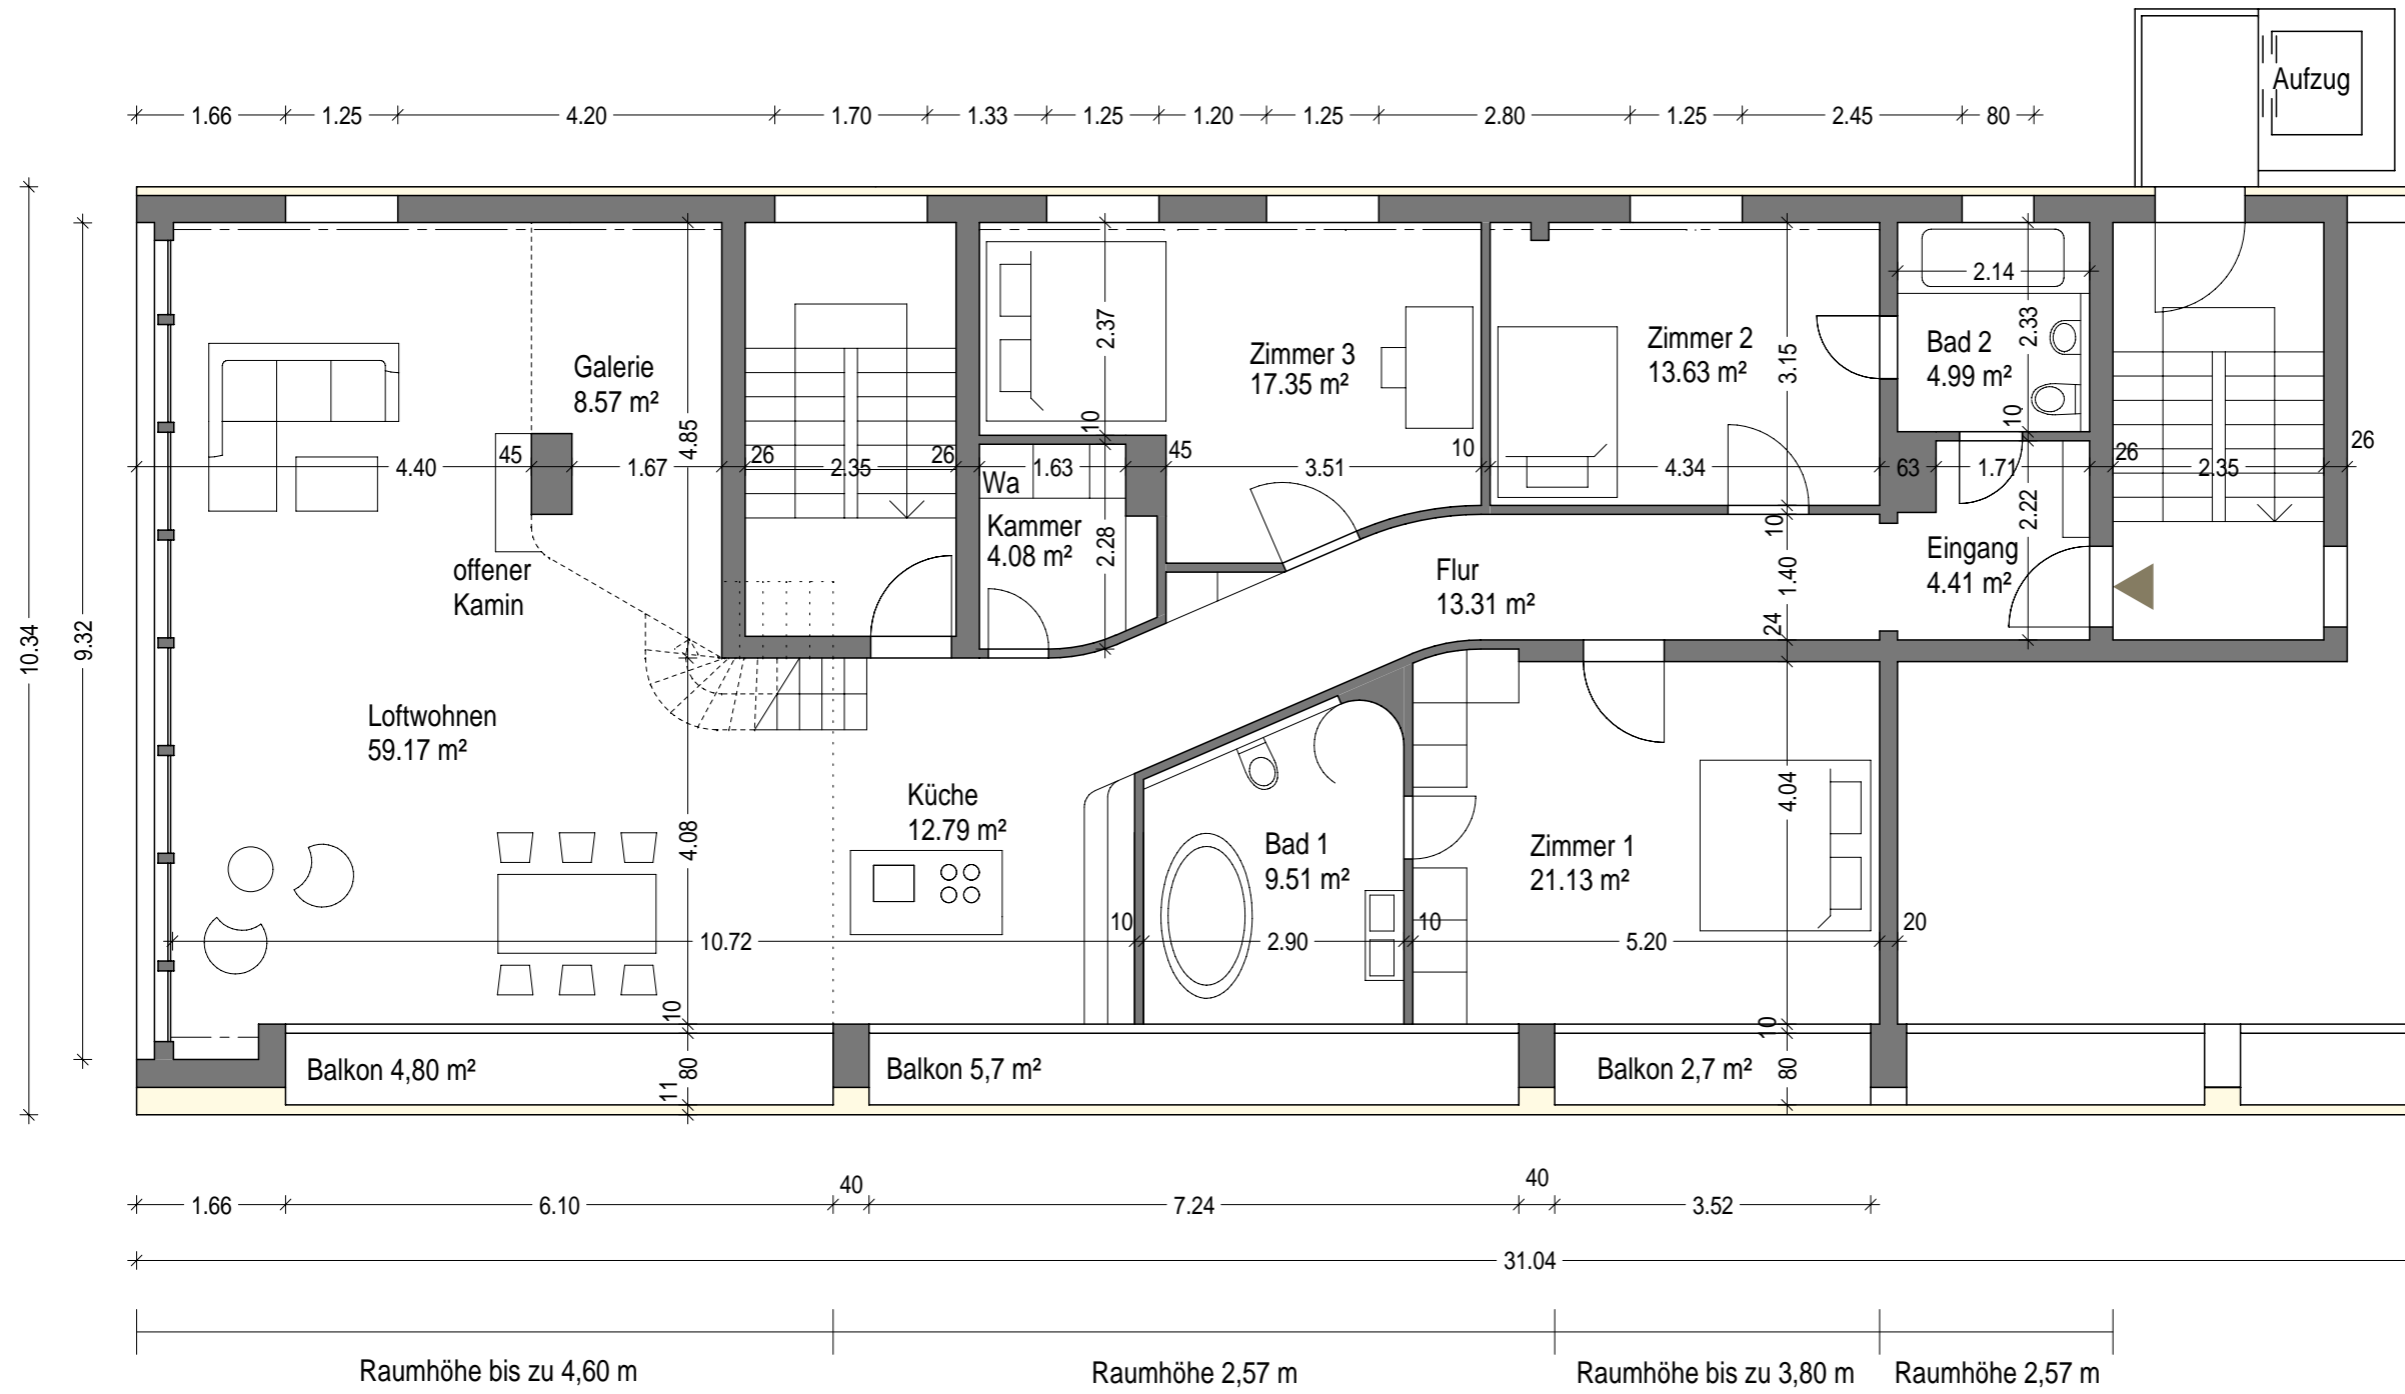 Aufzug
1.66 1.25 4.20 1.70 1.33 1.25 1.20 1.25 2.80 1.25 2.45 80
10.34
9.32
Galerie
8.57 m²
4.85
2.37
10
Zimmer 3
17.35 m²
Zimmer 2
13.63 m²
3.15
2.14
2.33
Bad 2
4.99 m²
10
4.40 45 1.67 26 2.35 26 1.63 45 3.51 10 4.34 63 1.71 26 2.35 26
Wa
Kammer
4.08 m²
2.28
offener
Kamin
Flur
13.31 m²
10
1.40
24
2.22
Eingang
4.41 m²
Loftwohnen
59.17 m²
Küche
12.79 m²
4.08
Bad 1
9.51 m²
Zimmer 1
21.13 m²
4.04
10.72 10 2.90 10 5.20 20
10
10
Balkon 4,80 m²
80
11
Balkon 5,7 m²
Balkon 2,7 m²
80
1.66 6.10 40 7.24 40 3.52
31.04
Raumhöhe bis zu 4,60 m Raumhöhe 2,57 m Raumhöhe bis zu 3,80 m Raumhöhe 2,57 m